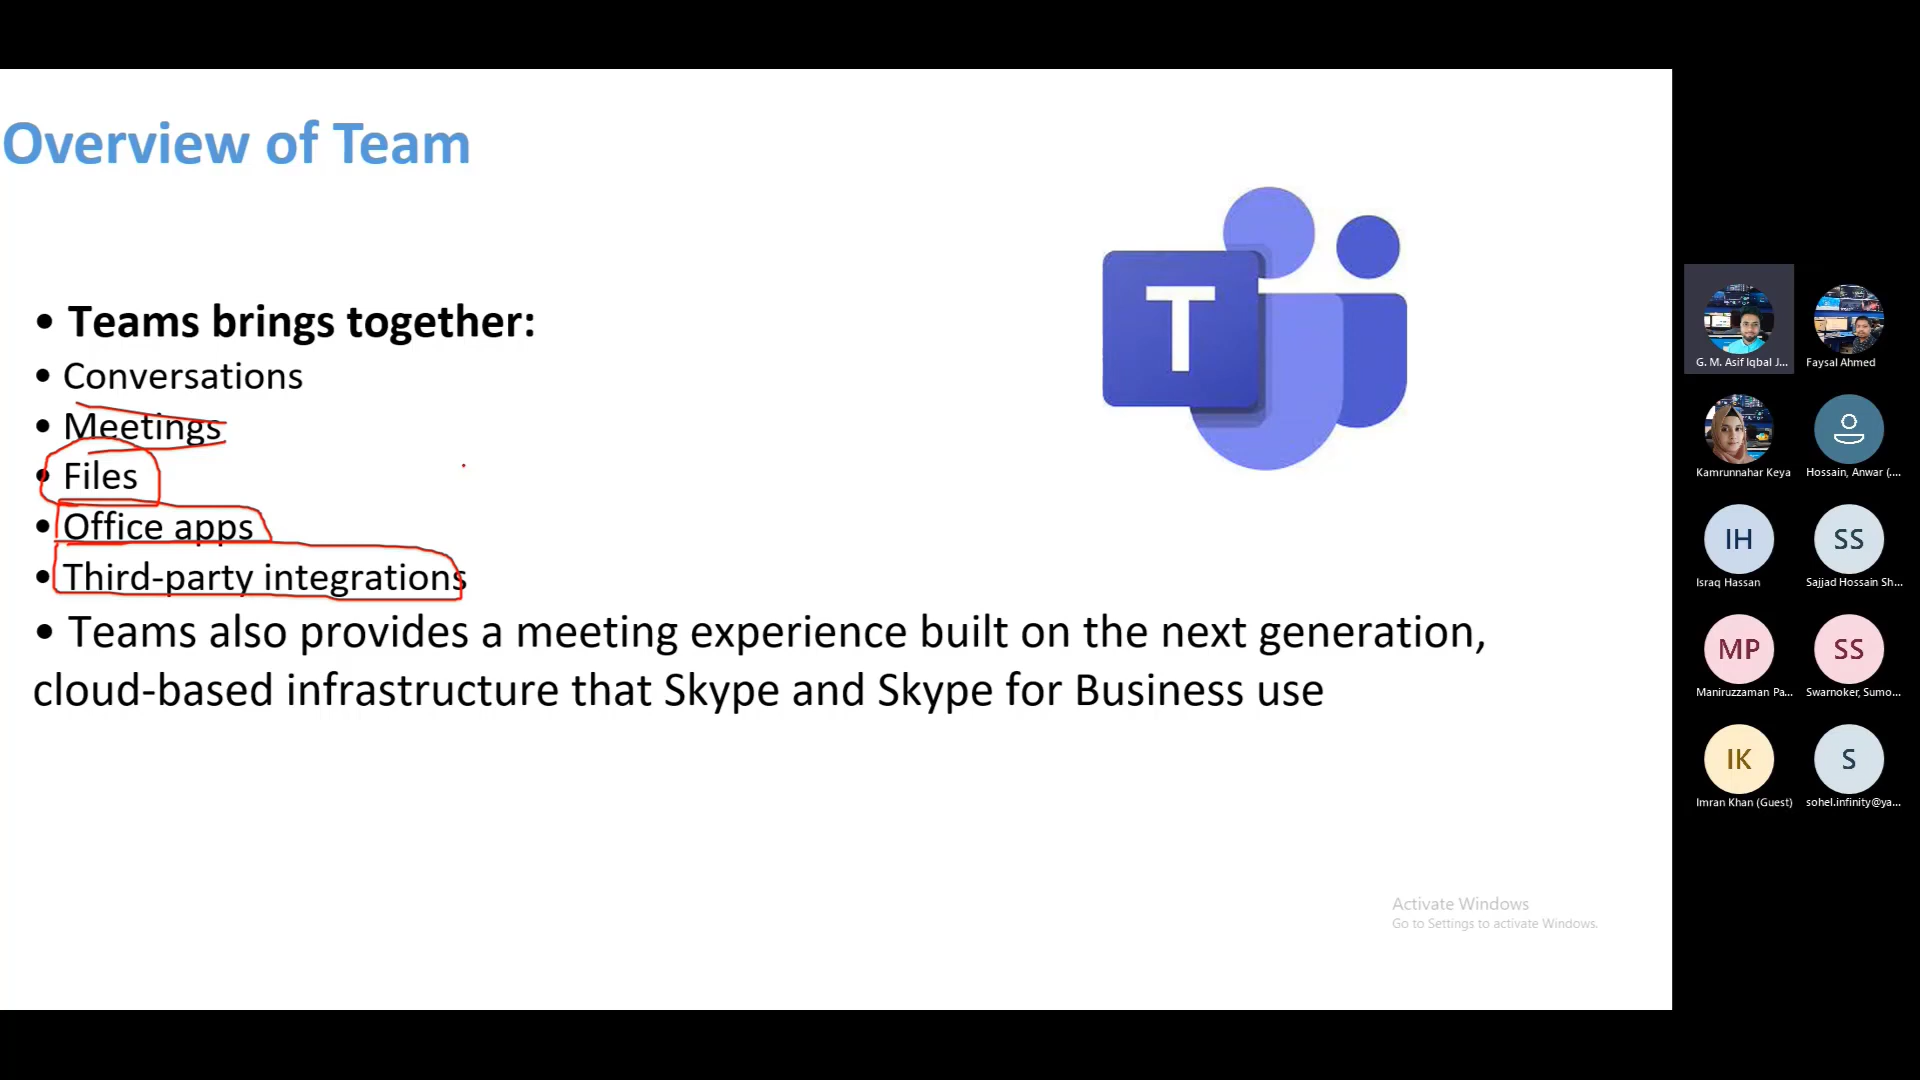 Overview of Team
• Teams brings together:
• Conversations
• Meetings
• Files
• Office apps
• Third-party integrations
• Teams also provides a meeting experience built on the next generation,
cloud-based infrastructure that Skype and Skype for Business use
T
Activate Windows
Go to Settings to activate Windows.
G. M. Asif Iqbal J...
Faysal Ahmed
Kamrunnahar Keya
Hossain, Anwar (....
IH
Israq Hassan
SS
Sajjad Hossain Sh...
MP
Maniruzzaman Pa...
SS
Swarnoker, Sumo...
IK
Imran Khan (Guest)
S
sohel.infinity@ya...